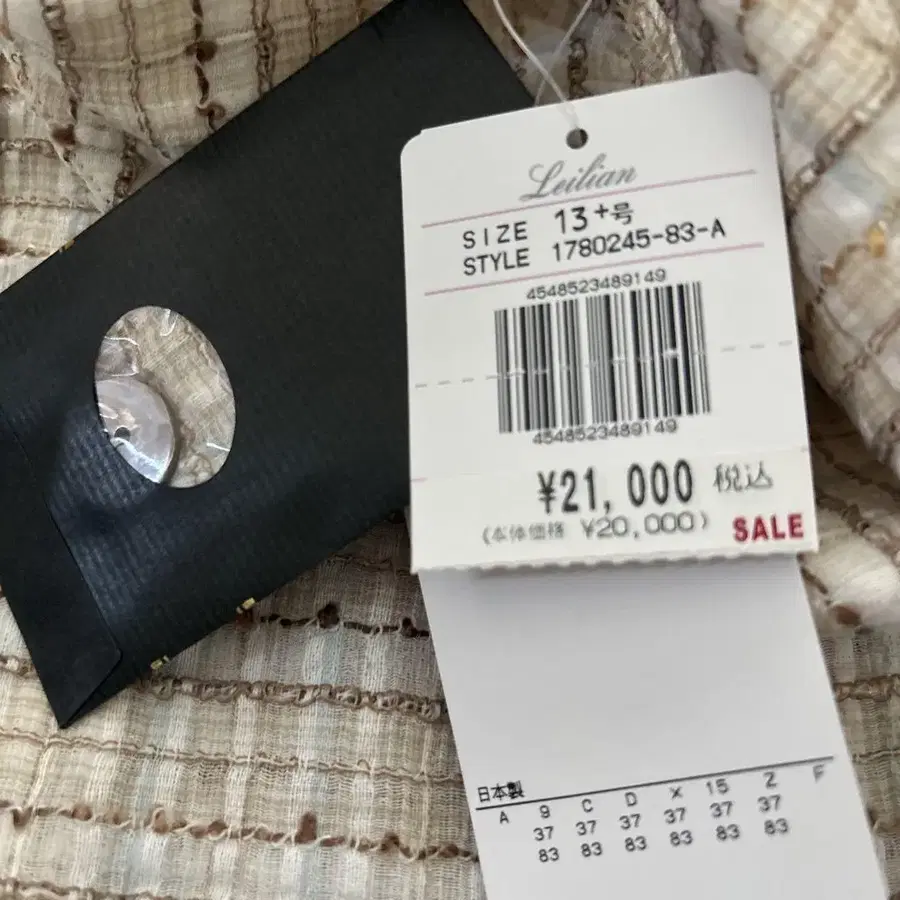 Leilian
SIZE 13+号
STYLE 1780245-83-A
4548523489149
4548523489149
¥21,000 税込
(本体価格 ¥20,000)
SALE
日本製
A 9 C D X 15 Z F
37 37 37 37 37 37
83 83 83 83 83 83